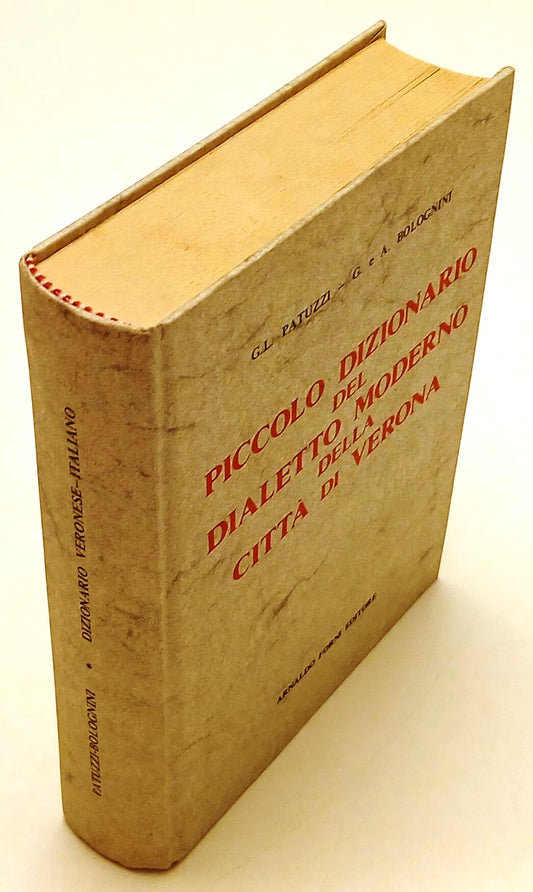 G.L. PATUZZI - G. e A. BOLOGNINI
PICCOLO DIZIONARIO
DEL
DIALETTO MODERNO
DELLA
CITTÀ DI VERONA
ARNALDO FORNI EDITORE
PATUZZI-BOLOGNINI • DIZIONARIO VERONESE-ITALIANO